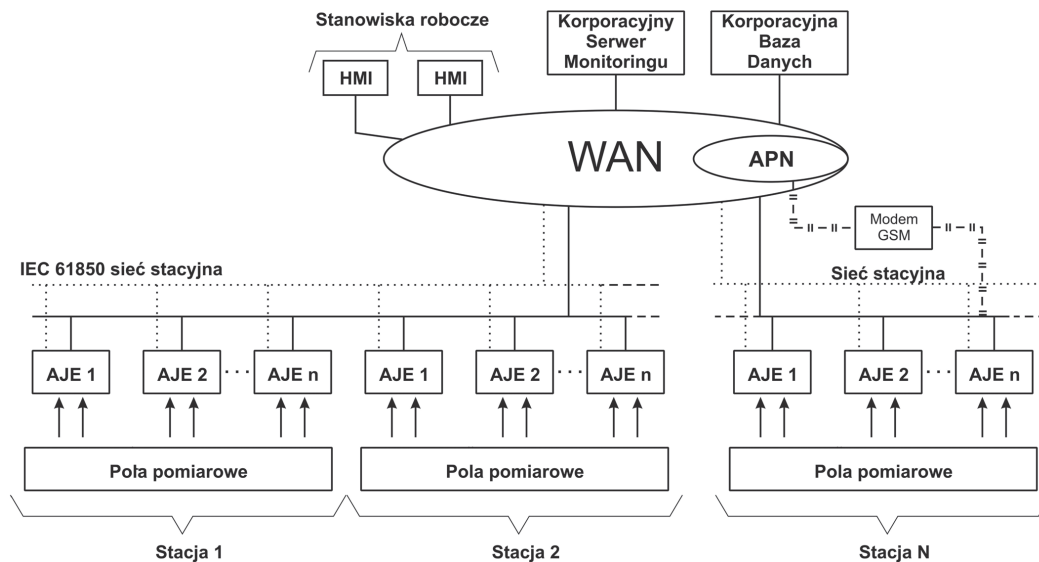 Stanowiska robocze
Korporacyjny
Serwer
Monitoringu
Korporacyjna
Baza
Danych
HMI
HMI
WAN
APN
Modem
GSM
IEC 61850 sieć stacyjna
Sieć stacyjna
AJE 1
AJE 2
AJE n
AJE 1
AJE 2
AJE n
AJE 1
AJE 2
AJE n
Pola pomiarowe
Pola pomiarowe
Pola pomiarowe
Stacja 1
Stacja 2
Stacja N